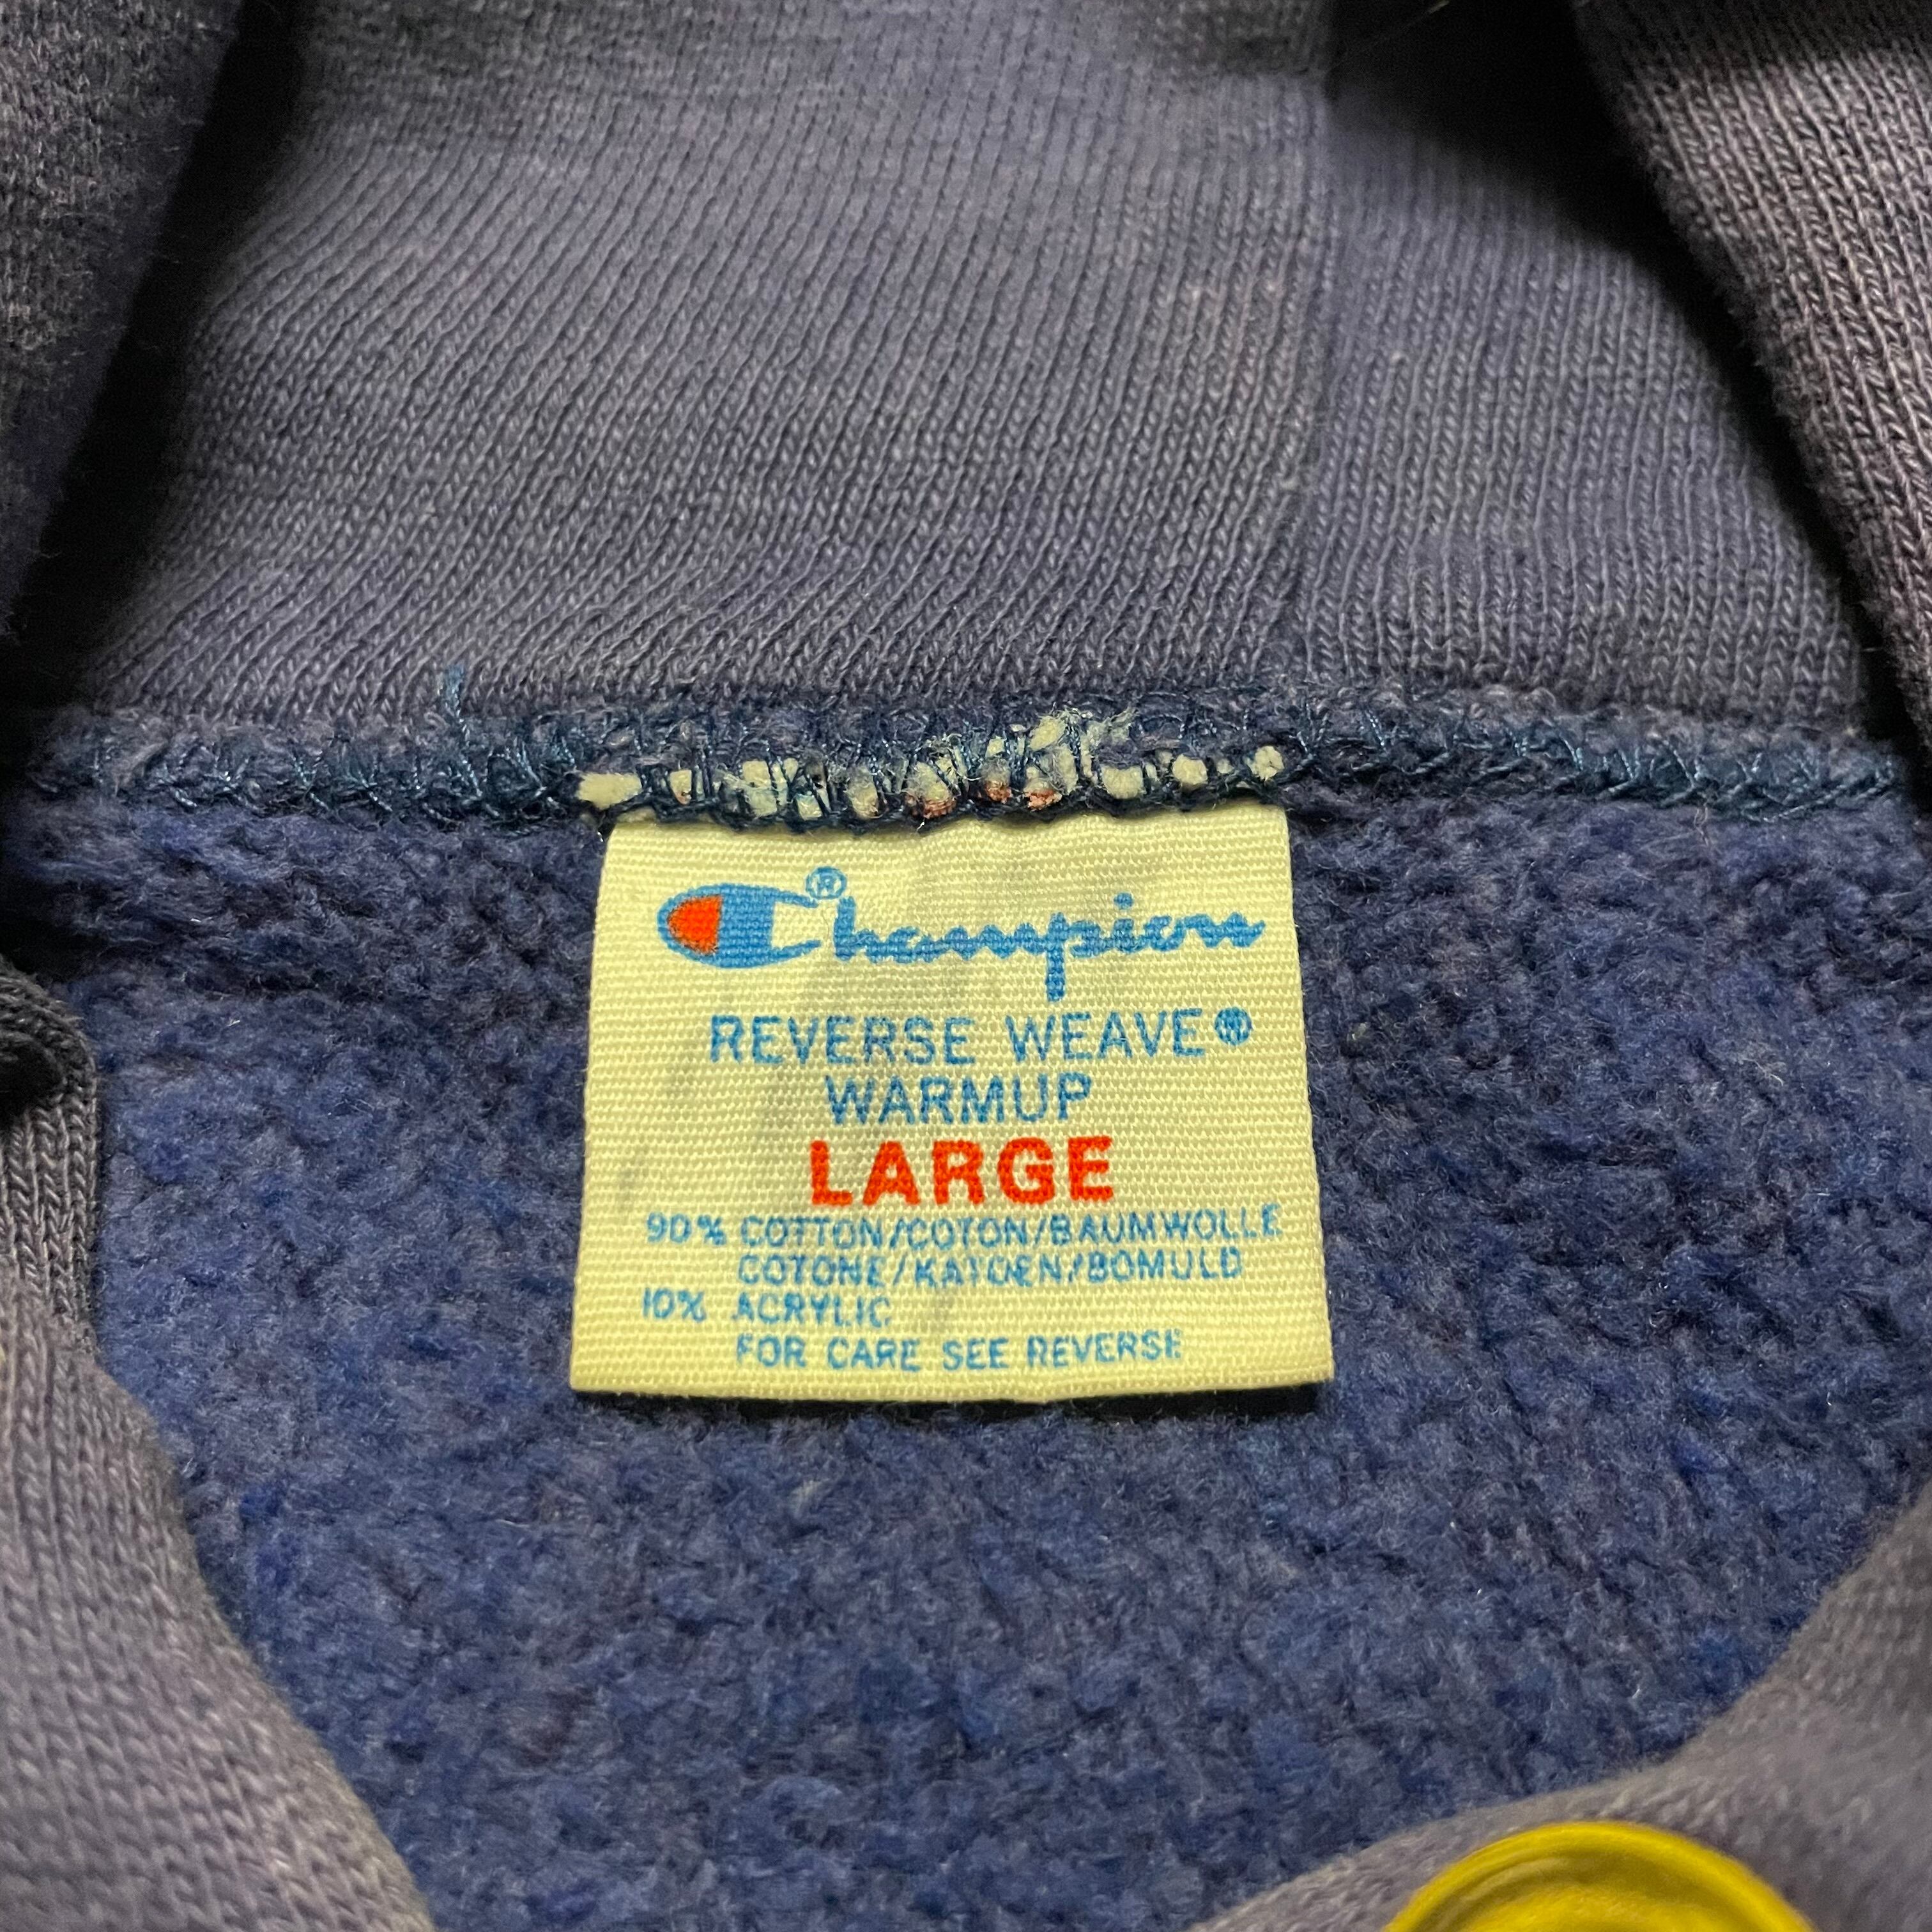 Champion®
REVERSE WEAVE®
WARMUP
LARGE
90% COTTON/COTON/BAUMWOLLE
COTONE/KATOEN/BOMULD
10% ACRYLIC
FOR CARE SEE REVERSE